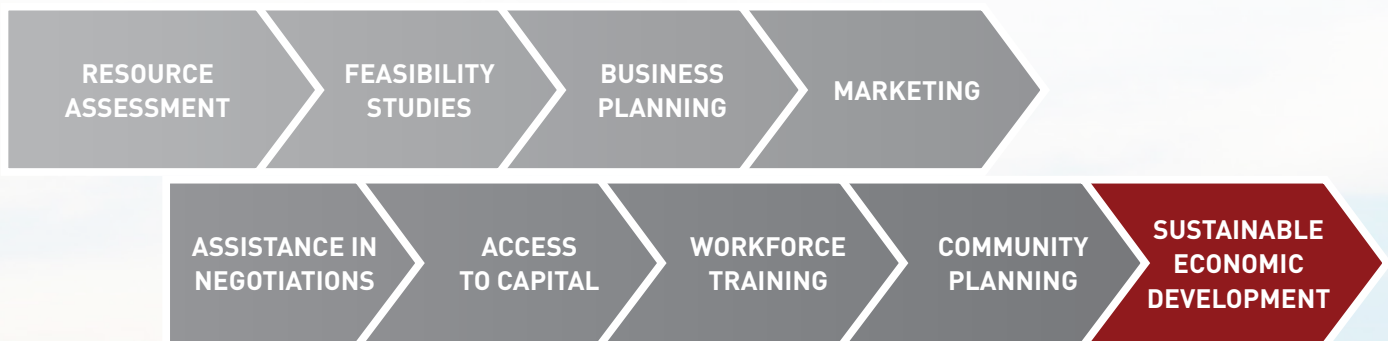 RESOURCE
ASSESSMENT
FEASIBILITY
STUDIES
BUSINESS
PLANNING
MARKETING
ASSISTANCE IN
NEGOTIATIONS
ACCESS
TO CAPITAL
WORKFORCE
TRAINING
COMMUNITY
PLANNING
SUSTAINABLE
ECONOMIC
DEVELOPMENT